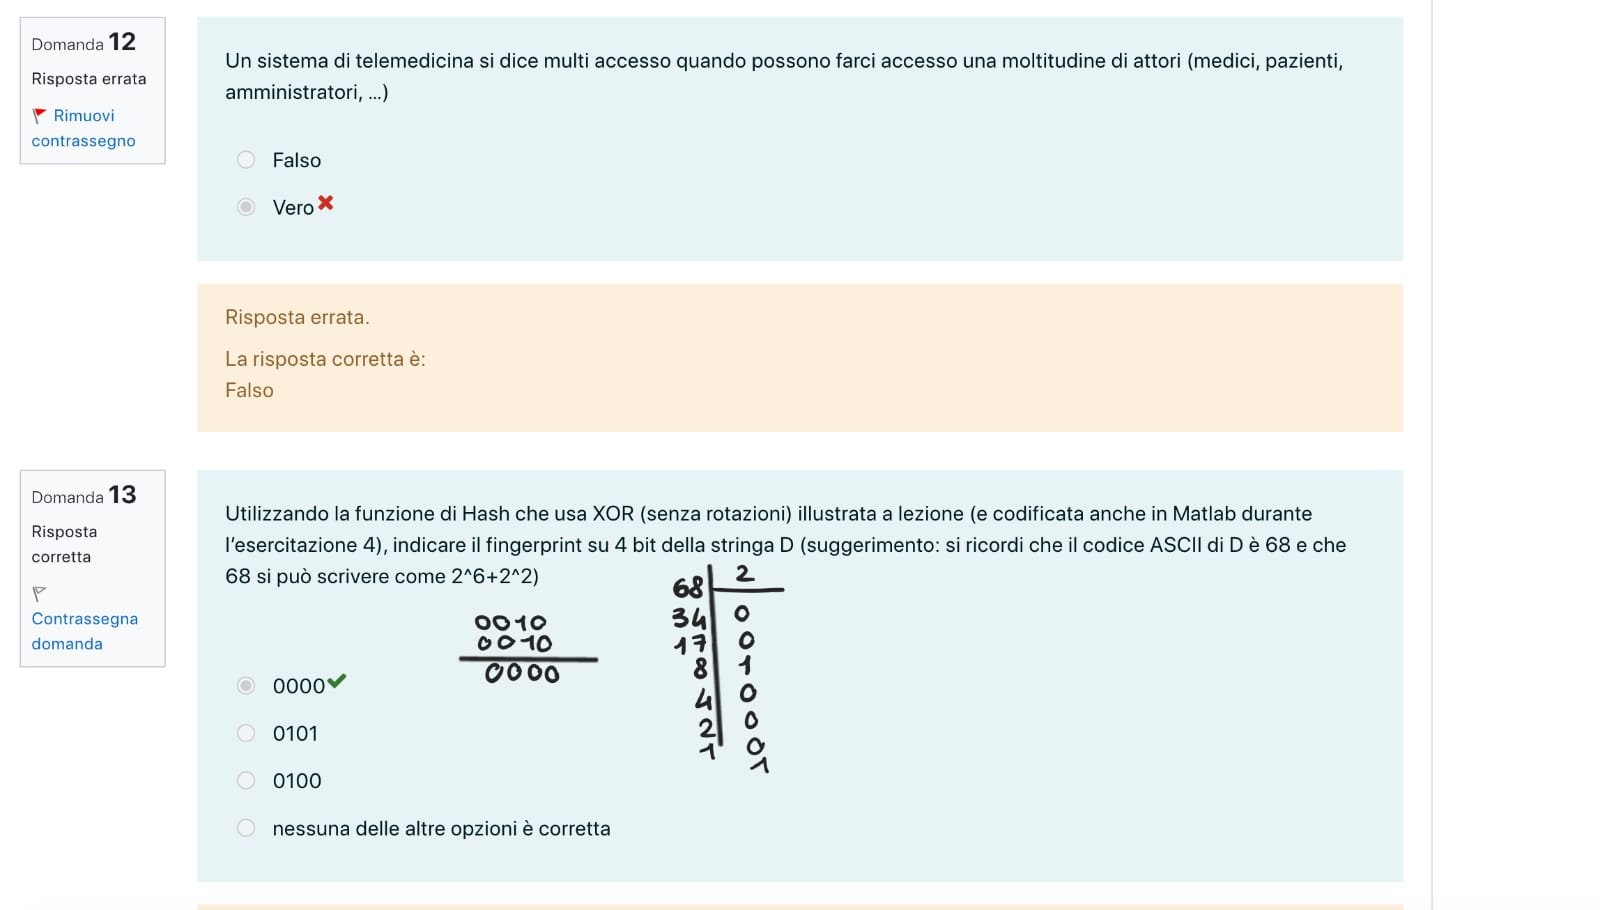 Domanda 12
Risposta errata
Rimuovi
contrassegno
Un sistema di telemedicina si dice multi accesso quando possono farci accesso una moltitudine di attori (medici, pazienti,
amministratori, ...)
Falso
Vero
Risposta errata.
La risposta corretta è:
Falso
Domanda 13
Risposta
corretta
Contrassegna
domanda
Utilizzando la funzione di Hash che usa XOR (senza rotazioni) illustrata a lezione (e codificata anche in Matlab durante
l'esercitazione 4), indicare il fingerprint su 4 bit della stringa D (suggerimento: si ricordi che il codice ASCII di D è 68 e che
68 si può scrivere come 2^6+2^2)
0010
0010
0000
68 2
34 0
17 0
8 1
4 0
2 0
1 0
1
0000
0101
0100
nessuna delle altre opzioni è corretta